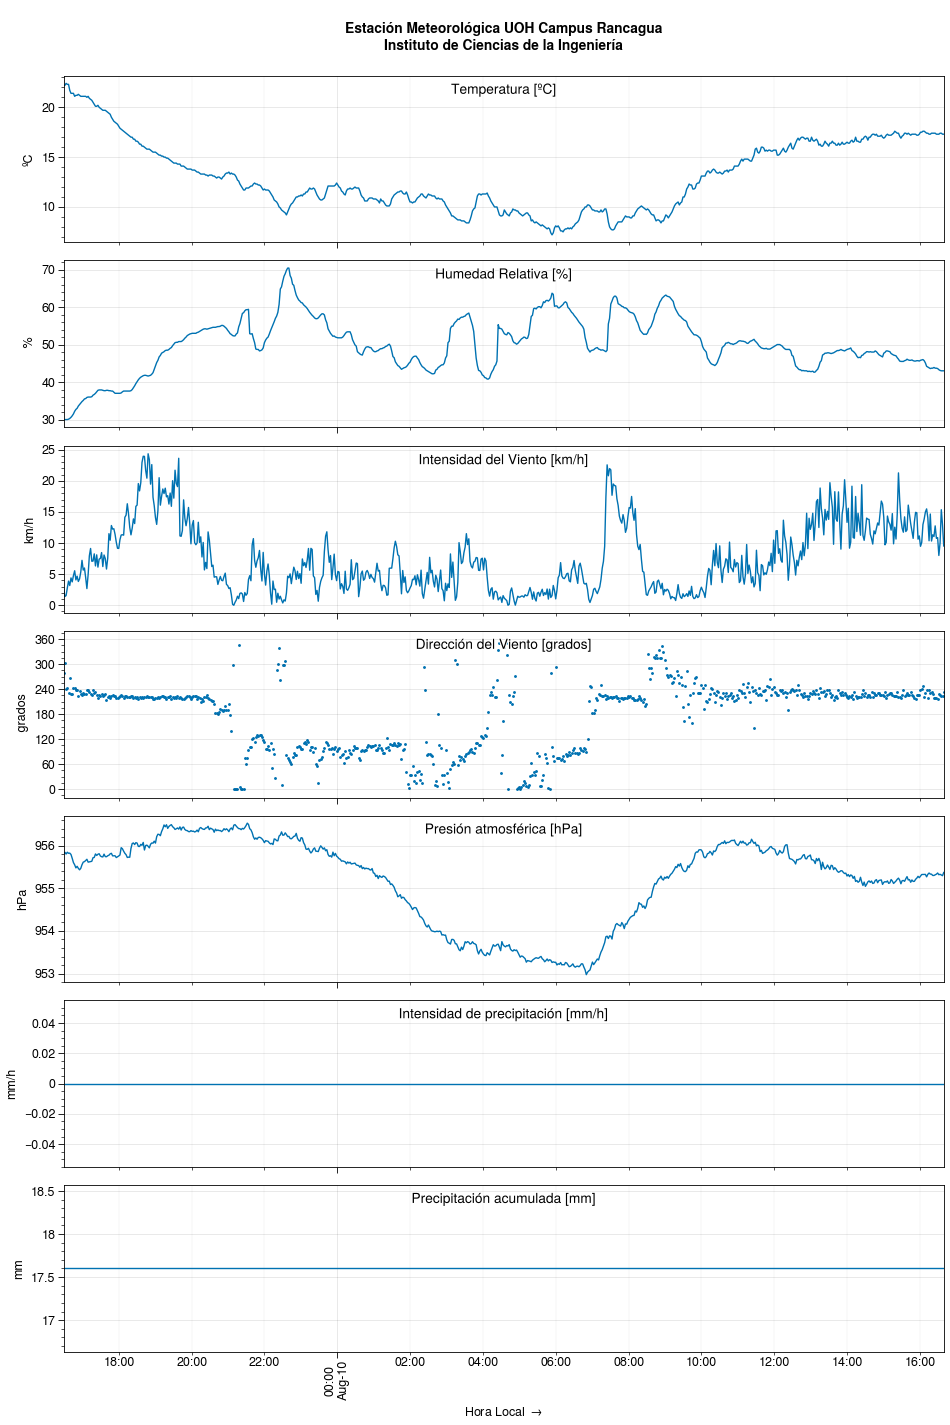 Estación Meteorológica UOH Campus Rancagua
Instituto de Ciencias de la Ingeniería
Temperatura [ºC]
ºC
20
15
10
Humedad Relativa [%]
%
70
60
50
40
30
Intensidad del Viento [km/h]
km/h
25
20
15
10
5
0
Dirección del Viento [grados]
grados
360
300
240
180
120
60
0
Presión atmosférica [hPa]
hPa
956
955
954
953
Intensidad de precipitación [mm/h]
mm/h
0.04
0.02
0
−0.02
−0.04
Precipitación acumulada [mm]
mm
18.5
18
17.5
17
18:00 20:00 22:00 00:00 02:00 04:00 06:00 08:00 10:00 12:00 14:00 16:00
Aug-10
Hora Local →